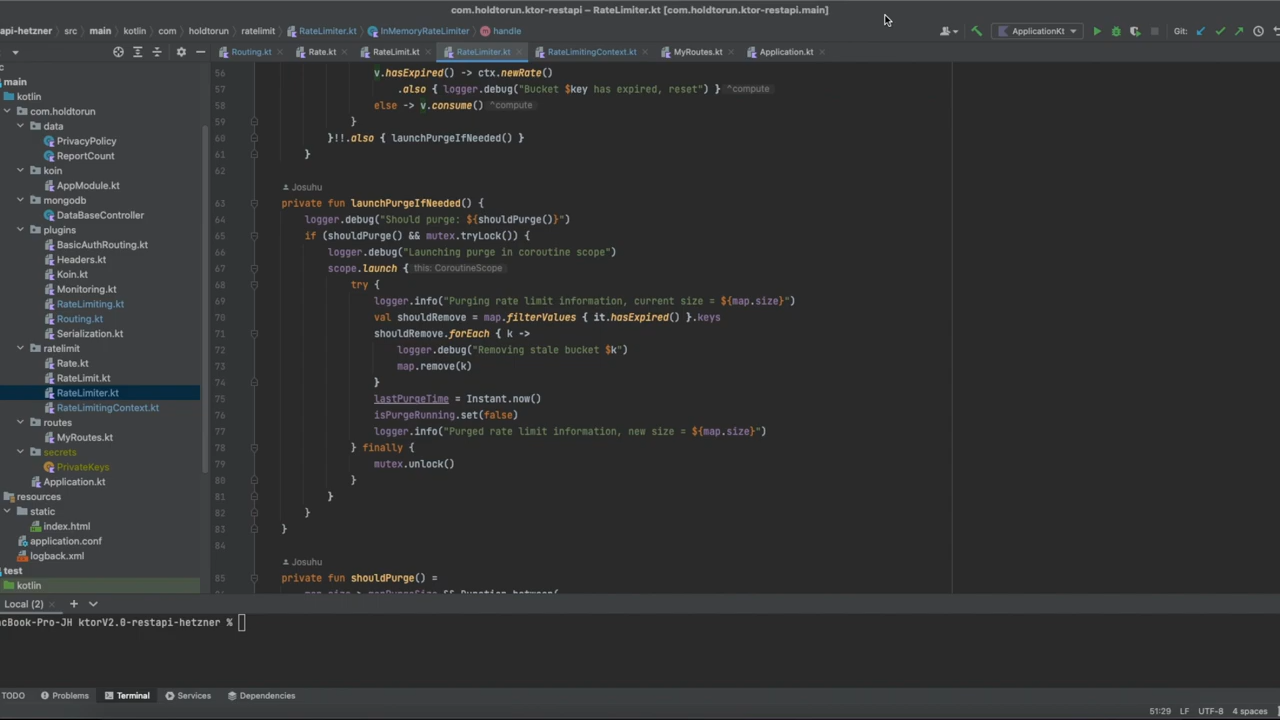 com.holdtorun.ktor-restapi – RateLimiter.kt [com.holdtorun.ktor-restapi.main]
api-hetzner src main kotlin com holdtorun ratelimit RateLimiter.kt InMemoryRateLimiter handle ApplicationKt Git:
Routing.kt Rate.kt RateLimit.kt RateLimiter.kt RateLimitingContext.kt MyRoutes.kt Application.kt
main
kotlin
com.holdtorun
data
PrivacyPolicy
ReportCount
koin
AppModule.kt
mongodb
DataBaseController
plugins
BasicAuthRouting.kt
Headers.kt
Koin.kt
Monitoring.kt
RateLimiting.kt
Routing.kt
Serialization.kt
ratelimit
Rate.kt
RateLimit.kt
RateLimiter.kt
RateLimitingContext.kt
routes
MyRoutes.kt
secrets
PrivateKeys
Application.kt
resources
static
index.html
application.conf
logback.xml
test
kotlin
56 v.hasExpired() -> ctx.newRate()
57 .also { logger.debug("Bucket $key has expired, reset") } ^compute
58 else -> v.consume() ^compute
59 }
60 }!!.also { launchPurgeIfNeeded() }
61 }
62
Josuhu
63 private fun launchPurgeIfNeeded() {
64 logger.debug("Should purge: ${shouldPurge()}")
65 if (shouldPurge() && mutex.tryLock()) {
66 logger.debug("Launching purge in coroutine scope")
67 scope.launch { this: CoroutineScope
68 try {
69 logger.info("Purging rate limit information, current size = ${map.size}")
70 val shouldRemove = map.filterValues { it.hasExpired() }.keys
71 shouldRemove.forEach { k ->
72 logger.debug("Removing stale bucket $k")
73 map.remove(k)
74 }
75 lastPurgeTime = Instant.now()
76 isPurgeRunning.set(false)
77 logger.info("Purged rate limit information, new size = ${map.size}")
78 } finally {
79 mutex.unlock()
80 }
81 }
82 }
83 }
84
Josuhu
85 private fun shouldPurge() =
Local (2)
acBook-Pro-JH ktorV2.0-restapi-hetzner %
TODO Problems Terminal Services Dependencies
51:29 LF UTF-8 4 spaces